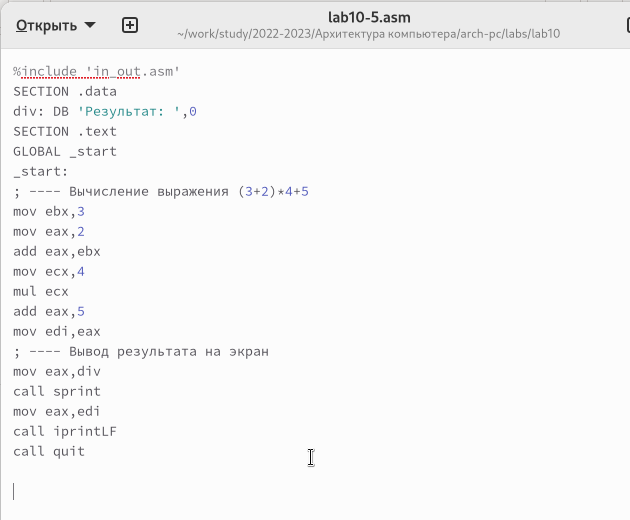 Открыть
lab10-5.asm
~/work/study/2022-2023/Архитектура компьютера/arch-pc/labs/lab10
%include 'in_out.asm'
SECTION .data
div: DB 'Результат: ',0
SECTION .text
GLOBAL _start
_start:
; ---- Вычисление выражения (3+2)*4+5
mov ebx,3
mov eax,2
add eax,ebx
mov ecx,4
mul ecx
add eax,5
mov edi,eax
; ---- Вывод результата на экран
mov eax,div
call sprint
mov eax,edi
call iprintLF
call quit